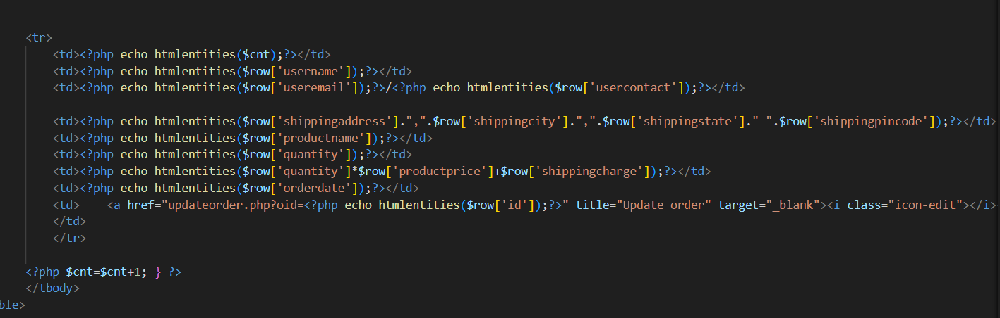 <tr>
<td><?php echo htmlentities($cnt);?></td>
<td><?php echo htmlentities($row['username']);?></td>
<td><?php echo htmlentities($row['useremail']);?>/<?php echo htmlentities($row['usercontact']);?></td>
<td><?php echo htmlentities($row['shippingaddress'].",".$row['shippingcity'].",".$row['shippingstate']."-".$row['shippingpincode']);?></td>
<td><?php echo htmlentities($row['productname']);?></td>
<td><?php echo htmlentities($row['quantity']);?></td>
<td><?php echo htmlentities($row['quantity']*$row['productprice']+$row['shippingcharge']);?></td>
<td><?php echo htmlentities($row['orderdate']);?></td>
<td>    <a href="updateorder.php?oid=<?php echo htmlentities($row['id']);?>" title="Update order" target="_blank"><i class="icon-edit"></i>
</td>
</tr>
<?php $cnt=$cnt+1; } ?>
</tbody>
ble>